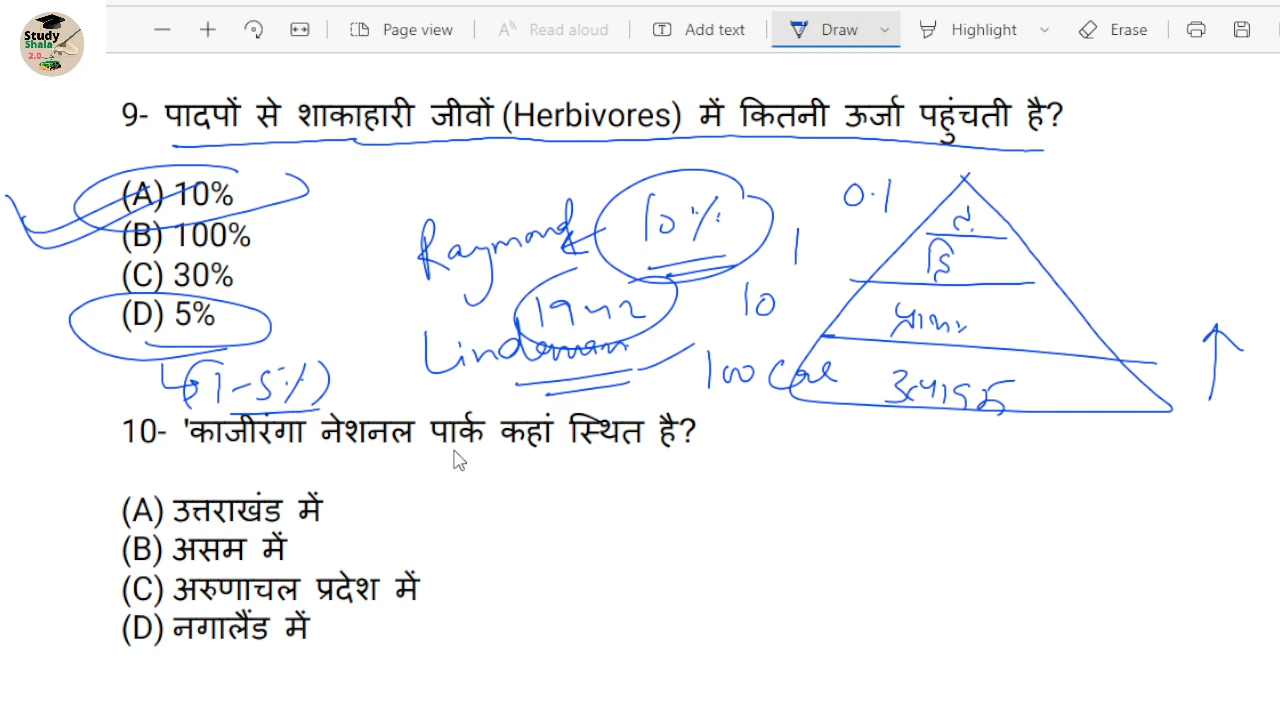 Study
Shala
2.0
Page view
Read aloud
Add text
Draw
Highlight
Erase
9- पादपों से शाकाहारी जीवों (Herbivores) में कितनी ऊर्जा पहुंचती है?
(A) 10%
(B) 100%
(C) 30%
(D) 5%
(1-5%)
Raymond
10%
1942
Lindeman
0.1
1
10
100 Cal
प्राथ.
उत्पादक
10- 'काजीरंगा नेशनल पार्क कहां स्थित है?
(A) उत्तराखंड में
(B) असम में
(C) अरुणाचल प्रदेश में
(D) नगालैंड में